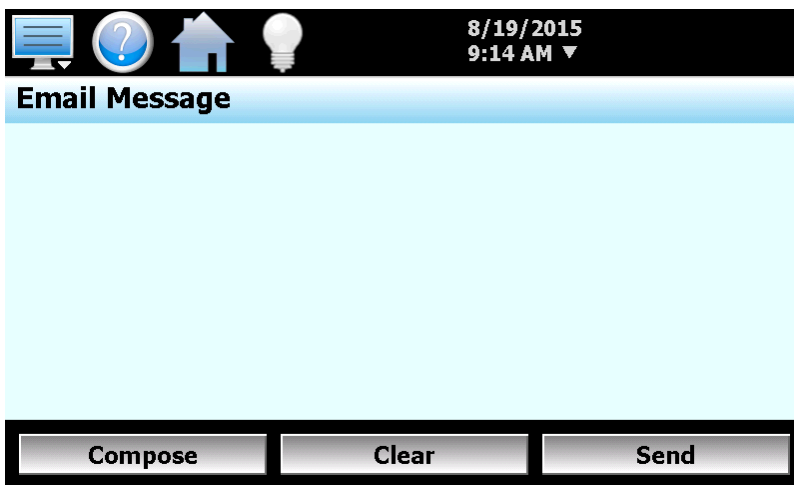 ?
8/19/2015
9:14 AM ▼
Email Message
Compose
Clear
Send